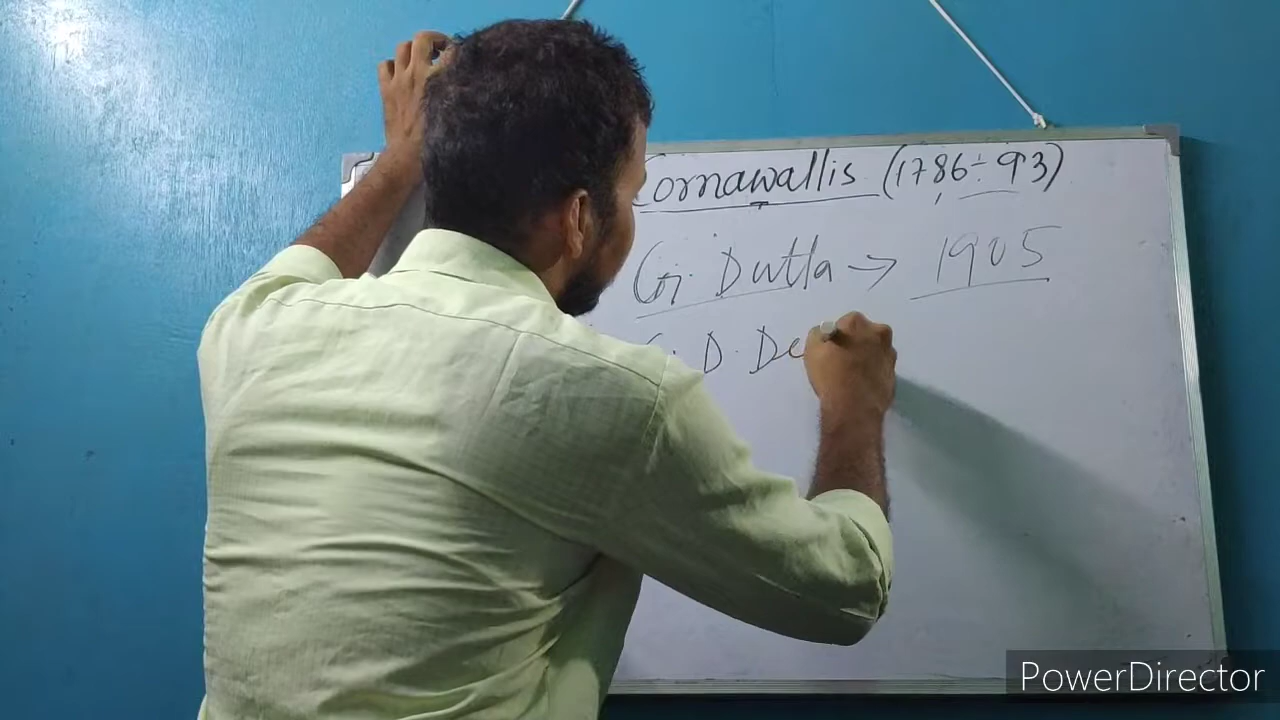 Cornawallis (1786÷93)
G. Dutta → 1905
G. D. De
PowerDirector